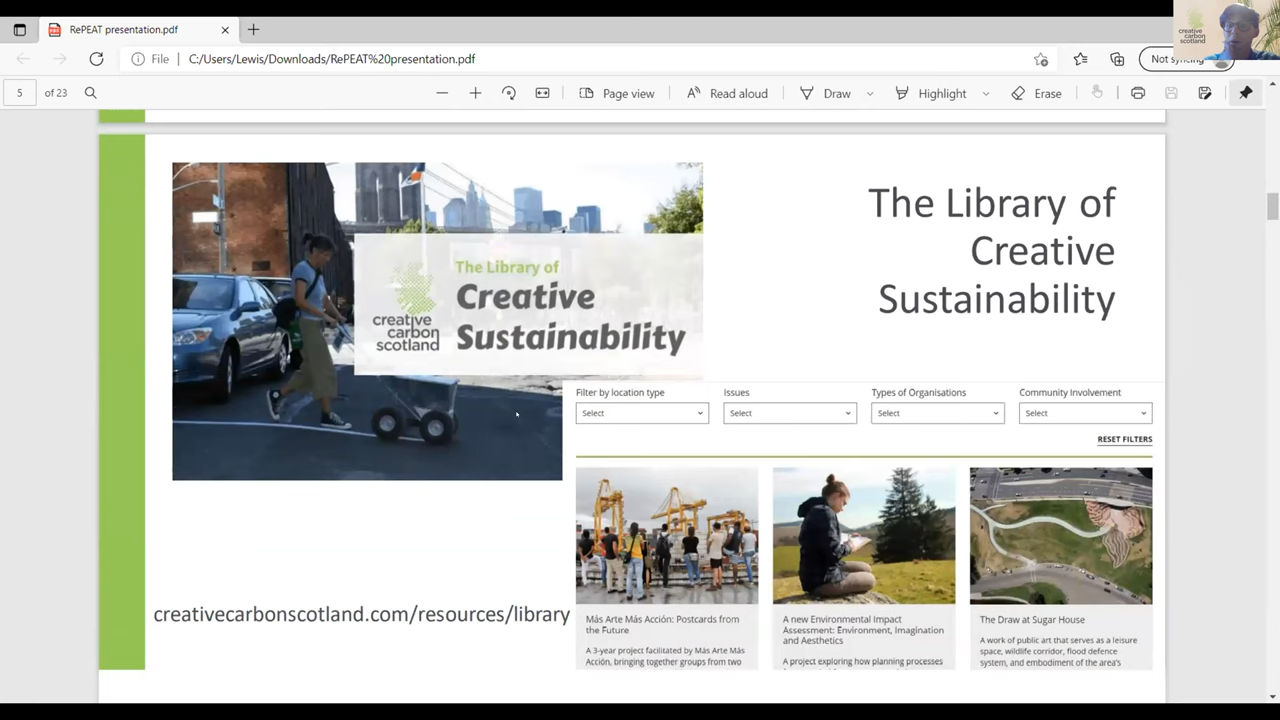 RePEAT presentation.pdf
File
C:/Users/Lewis/Downloads/RePEAT%20presentation.pdf
Not syncing
creative
carbon
scotland
5 of 23
Page view
Read aloud
Draw
Highlight
Erase
The Library of
Creative
Sustainability
creative
carbon
scotland
The Library of
Creative
Sustainability
Filter by location type
Issues
Types of Organisations
Community Involvement
Select
Select
Select
Select
RESET FILTERS
Más Arte Más Acción: Postcards from
the Future
A 3-year project facilitated by Más Arte Más
Acción, bringing together groups from two
A new Environmental Impact
Assessment: Environment, Imagination
and Aesthetics
A project exploring how planning processes
The Draw at Sugar House
A work of public art that serves as a leisure
space, wildlife corridor, flood defence
system, and embodiment of the area's
creativecarbonscotland.com/resources/library